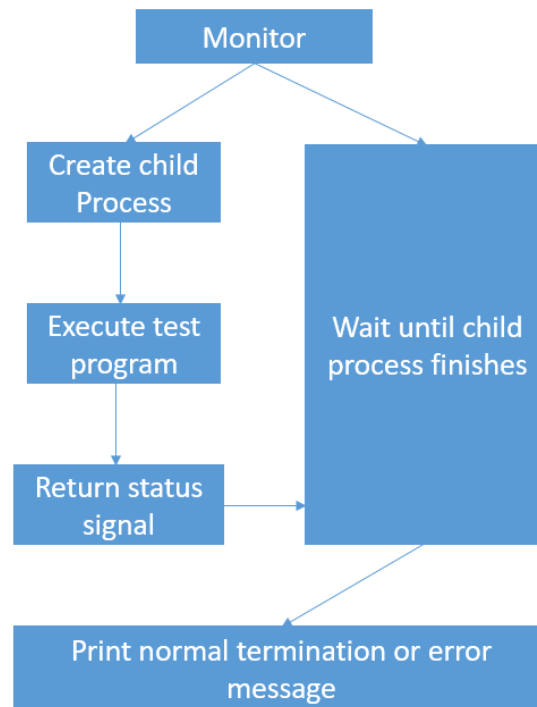 Monitor
Create child
Process
Execute test
program
Wait until child
process finishes
Return status
signal
Print normal termination or error
message